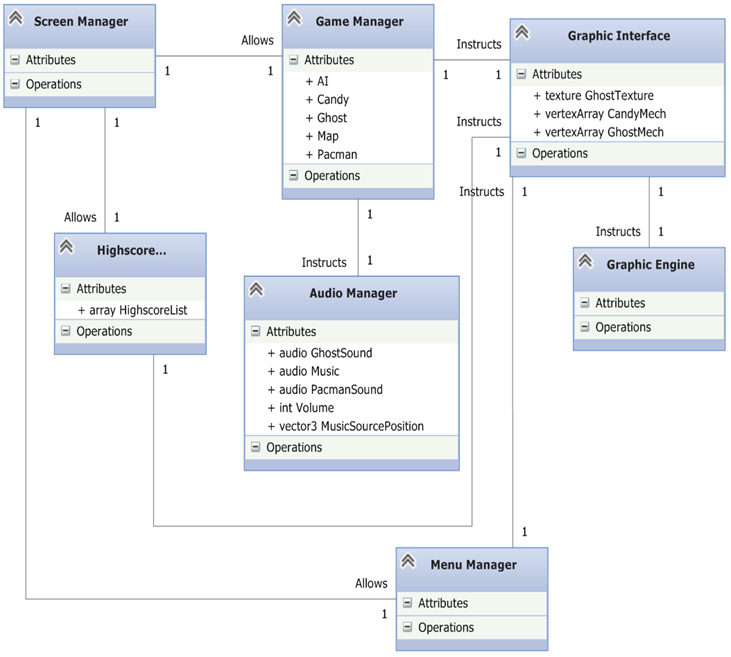 Screen Manager
Attributes
Operations
Allows
1
1
Game Manager
Attributes
+ AI
+ Candy
+ Ghost
+ Map
+ Pacman
Operations
Instructs
1
1
Graphic Interface
Attributes
+ texture GhostTexture
+ vertexArray CandyMech
+ vertexArray GhostMech
Operations
Instructs
1
1
1
Allows
1
Highscore...
Attributes
+ array HighscoreList
Operations
1
1
Instructs
1
Audio Manager
Attributes
+ audio GhostSound
+ audio Music
+ audio PacmanSound
+ int Volume
+ vector3 MusicSourcePosition
Operations
Instructs
1
1
Instructs
1
Graphic Engine
Attributes
Operations
1
Allows
1
Menu Manager
Attributes
Operations